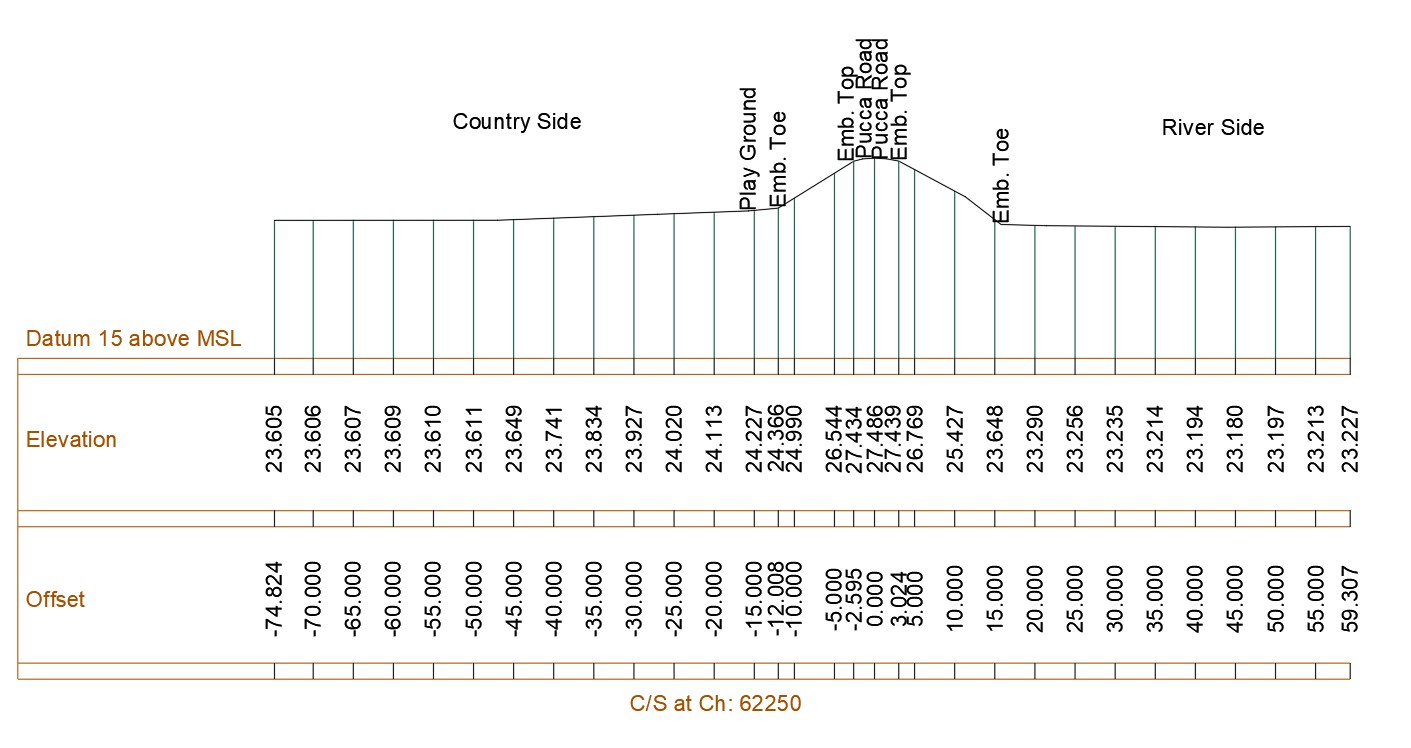 Country Side
River Side
Play Ground
Emb. Toe
Emb. Top
Pucca Road
Pucca Road
Emb. Top
Emb. Toe
Datum 15 above MSL
Elevation
23.605 23.606 23.607 23.609 23.610 23.611 23.649 23.741 23.834 23.927 24.020 24.113 24.227 24.366 24.990 26.544 27.434 27.486 27.439 26.769 25.427 23.648 23.290 23.256 23.235 23.214 23.194 23.180 23.197 23.213 23.227
Offset
-74.824 -70.000 -65.000 -60.000 -55.000 -50.000 -45.000 -40.000 -35.000 -30.000 -25.000 -20.000 -15.000 -12.008 -10.000 -5.000 -2.595 0.000 3.024 5.000 10.000 15.000 20.000 25.000 30.000 35.000 40.000 45.000 50.000 55.000 59.307
C/S at Ch: 62250